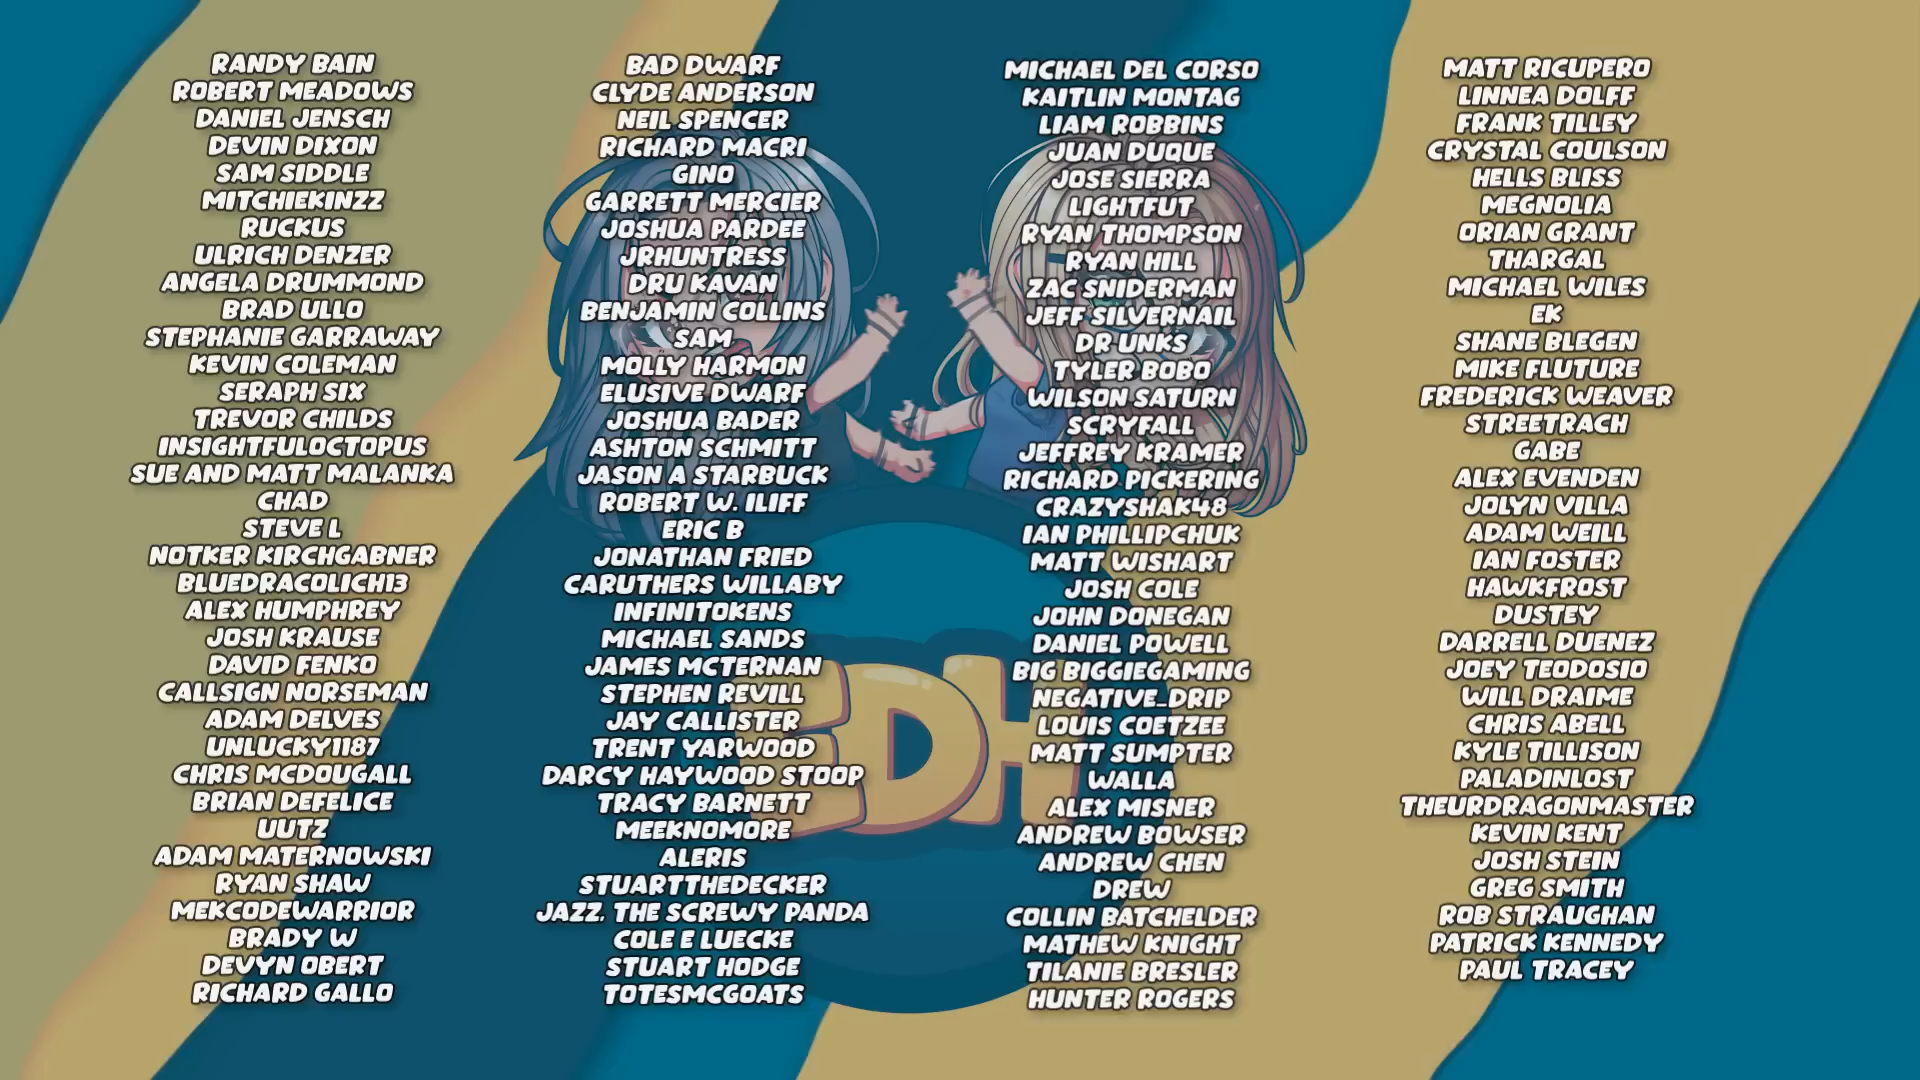 RANDY BAIN
ROBERT MEADOWS
DANIEL JENSCH
DEVIN DIXON
SAM SIDDLE
MITCHIEKINZZ
RUCKUS
ULRICH DENZER
ANGELA DRUMMOND
BRAD ULLO
STEPHANIE GARRAWAY
KEVIN COLEMAN
SERAPH SIX
TREVOR CHILDS
INSIGHTFULOCTOPUS
SUE AND MATT MALANKA
CHAD
STEVE L
NOTKER KIRCHGABNER
BLUEDRACOLICH13
ALEX HUMPHREY
JOSH KRAUSE
DAVID FENKO
CALLSIGN NORSEMAN
ADAM DELVES
UNLUCKY1187
CHRIS MCDOUGALL
BRIAN DEFELICE
UUTZ
ADAM MATERNOWSKI
RYAN SHAW
MEKCODEWARRIOR
BRADY W
DEVYN OBERT
RICHARD GALLO
BAD DWARF
CLYDE ANDERSON
NEIL SPENCER
RICHARD MACRI
GINO
GARRETT MERCIER
JOSHUA PARDEE
JRHUNTRESS
DRU KAVAN
BENJAMIN COLLINS
SAM
MOLLY HARMON
ELUSIVE DWARF
JOSHUA BADER
ASHTON SCHMITT
JASON A STARBUCK
ROBERT W. ILIFF
ERIC B
JONATHAN FRIED
CARUTHERS WILLABY
INFINITOKENS
MICHAEL SANDS
JAMES MCTERNAN
STEPHEN REVILL
JAY CALLISTER
TRENT YARWOOD
DARCY HAYWOOD STOOP
TRACY BARNETT
MEEKNOMORE
ALERIS
STUARTTHEDECKER
JAZZ, THE SCREWY PANDA
COLE E LUECKE
STUART HODGE
TOTESMCGOATS
MICHAEL DEL CORSO
KAITLIN MONTAG
LIAM ROBBINS
JUAN DUQUE
JOSE SIERRA
LIGHTFUT
RYAN THOMPSON
RYAN HILL
ZAC SNIDERMAN
JEFF SILVERNAIL
DR UNKS
TYLER BOBO
WILSON SATURN
SCRYFALL
JEFFREY KRAMER
RICHARD PICKERING
CRAZYSHAK48
IAN PHILLIPCHUK
MATT WISHART
JOSH COLE
JOHN DONEGAN
DANIEL POWELL
BIG BIGGIEGAMING
NEGATIVE_DRIP
LOUIS COETZEE
MATT SUMPTER
WALLA
ALEX MISNER
ANDREW BOWSER
ANDREW CHEN
DREW
COLLIN BATCHELDER
MATHEW KNIGHT
TILANIE BRESLER
HUNTER ROGERS
MATT RICUPERO
LINNEA DOLFF
FRANK TILLEY
CRYSTAL COULSON
HELLS BLISS
MEGNOLIA
ORIAN GRANT
THARGAL
MICHAEL WILES
EK
SHANE BLEGEN
MIKE FLUTURE
FREDERICK WEAVER
STREETRACH
GABE
ALEX EVENDEN
JOLYN VILLA
ADAM WEILL
IAN FOSTER
HAWKFROST
DUSTEY
DARRELL DUENEZ
JOEY TEODOSIO
WILL DRAIME
CHRIS ABELL
KYLE TILLISON
PALADINLOST
THEURDRAGONMASTER
KEVIN KENT
JOSH STEIN
GREG SMITH
ROB STRAUGHAN
PATRICK KENNEDY
PAUL TRACEY
EDH